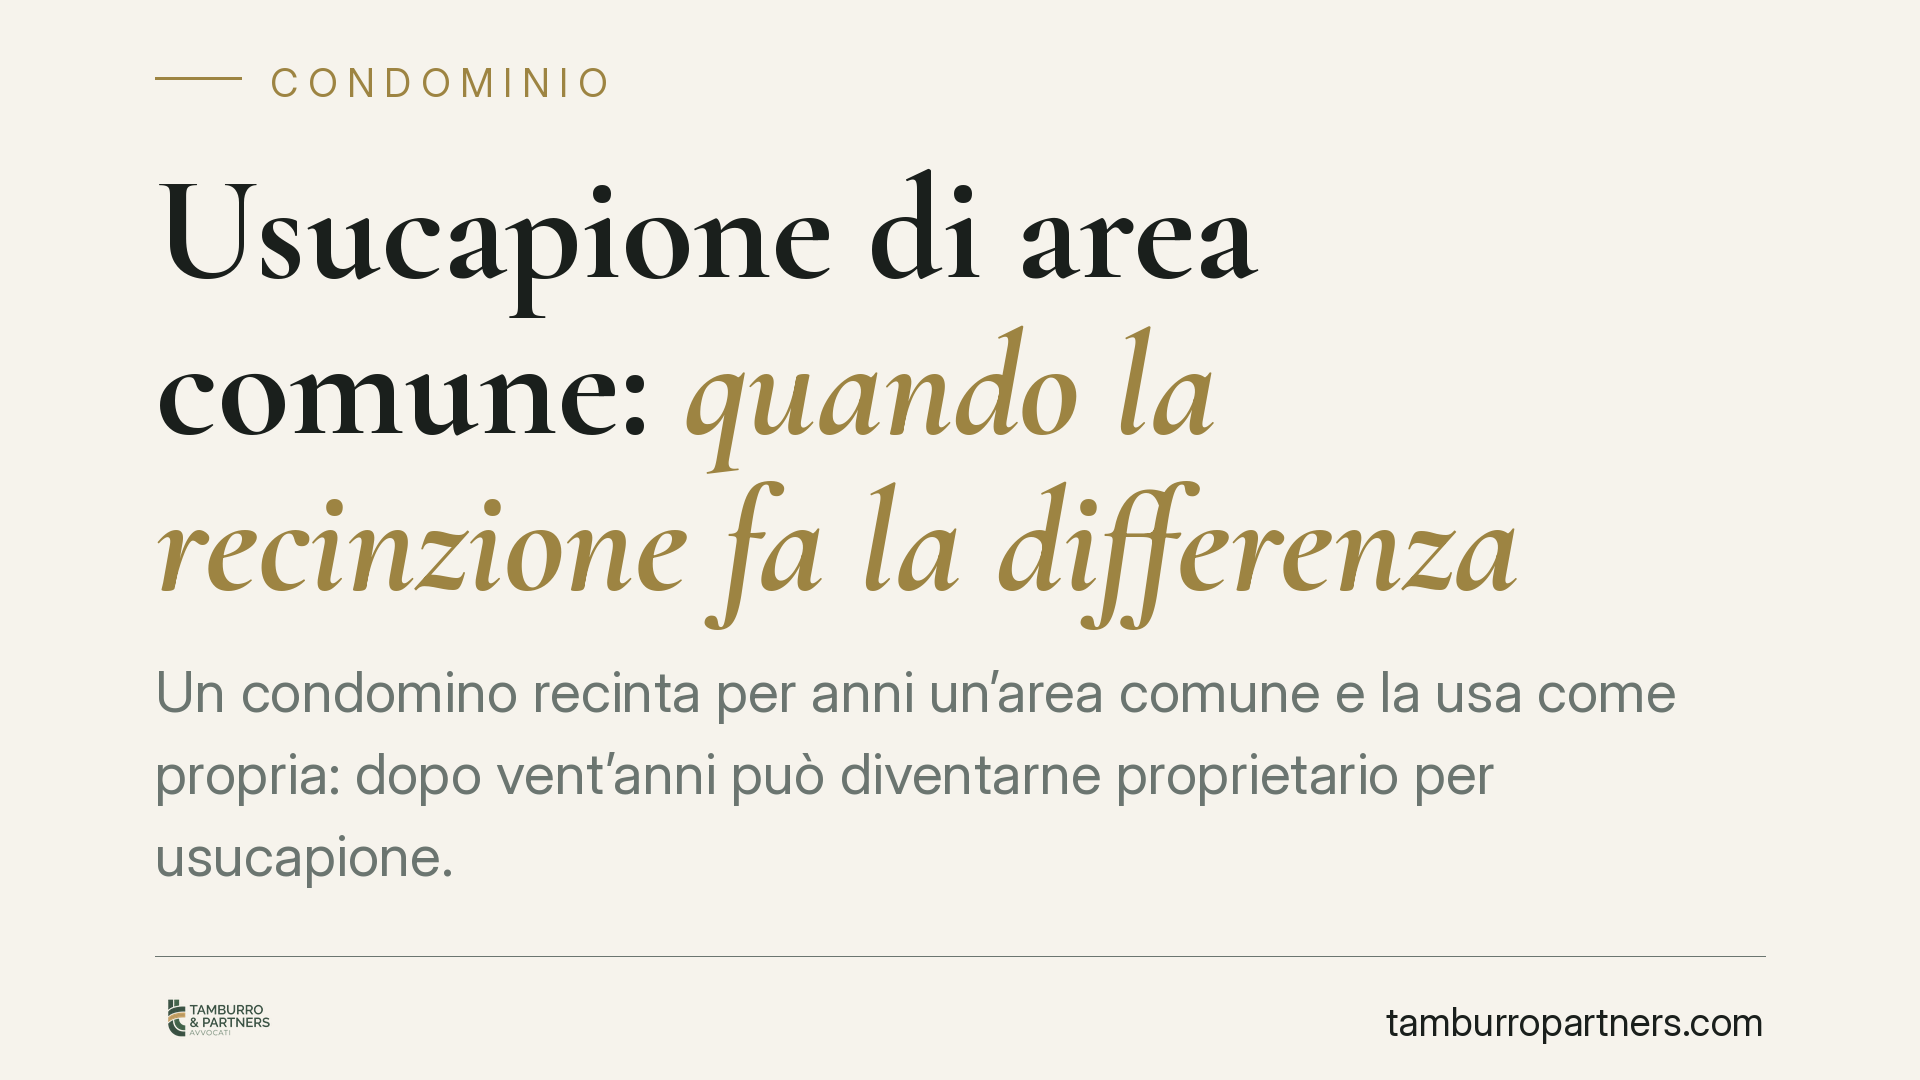 CONDOMINIO
Usucapione di area
comune: quando la
recinzione fa la differenza
Un condomino recinta per anni un’area comune e la usa come
propria: dopo vent’anni può diventarne proprietario per
usucapione.
TAMBURRO
& PARTNERS
AVVOCATI
tamburropartners.com